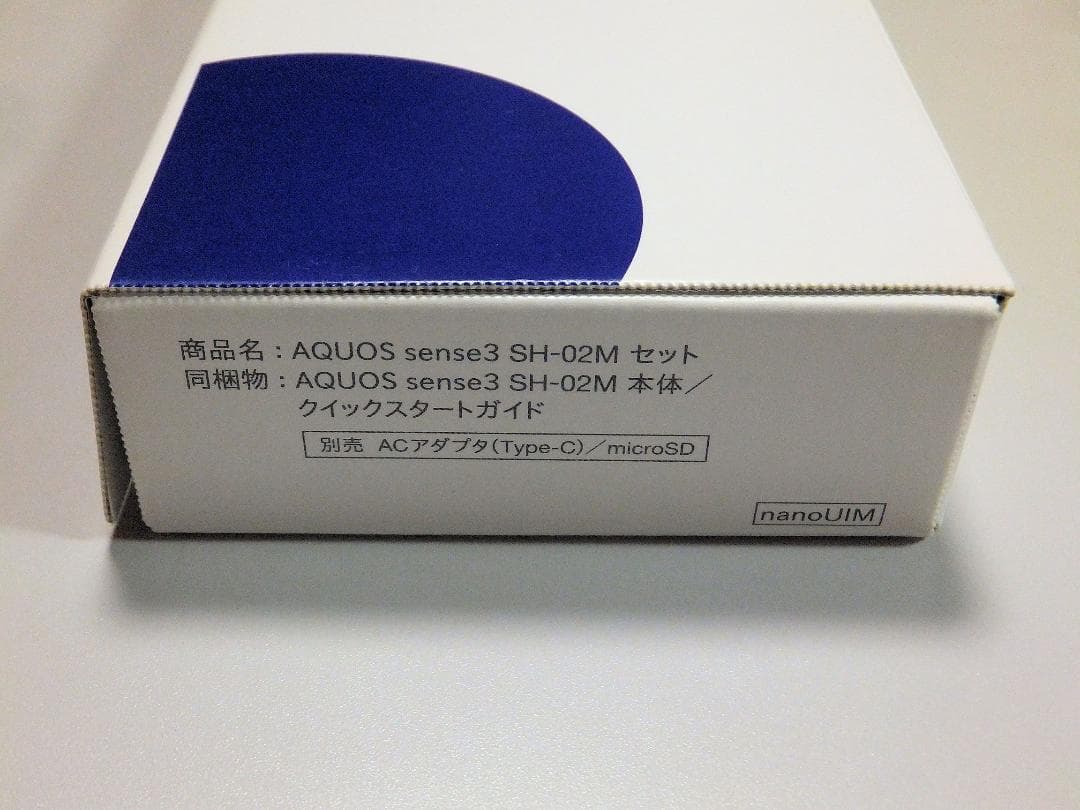 商品名：AQUOS sense3 SH-02M セット
同梱物：AQUOS sense3 SH-02M 本体／
クイックスタートガイド
別売 ACアダプタ(Type-C)／microSD
nanoUIM